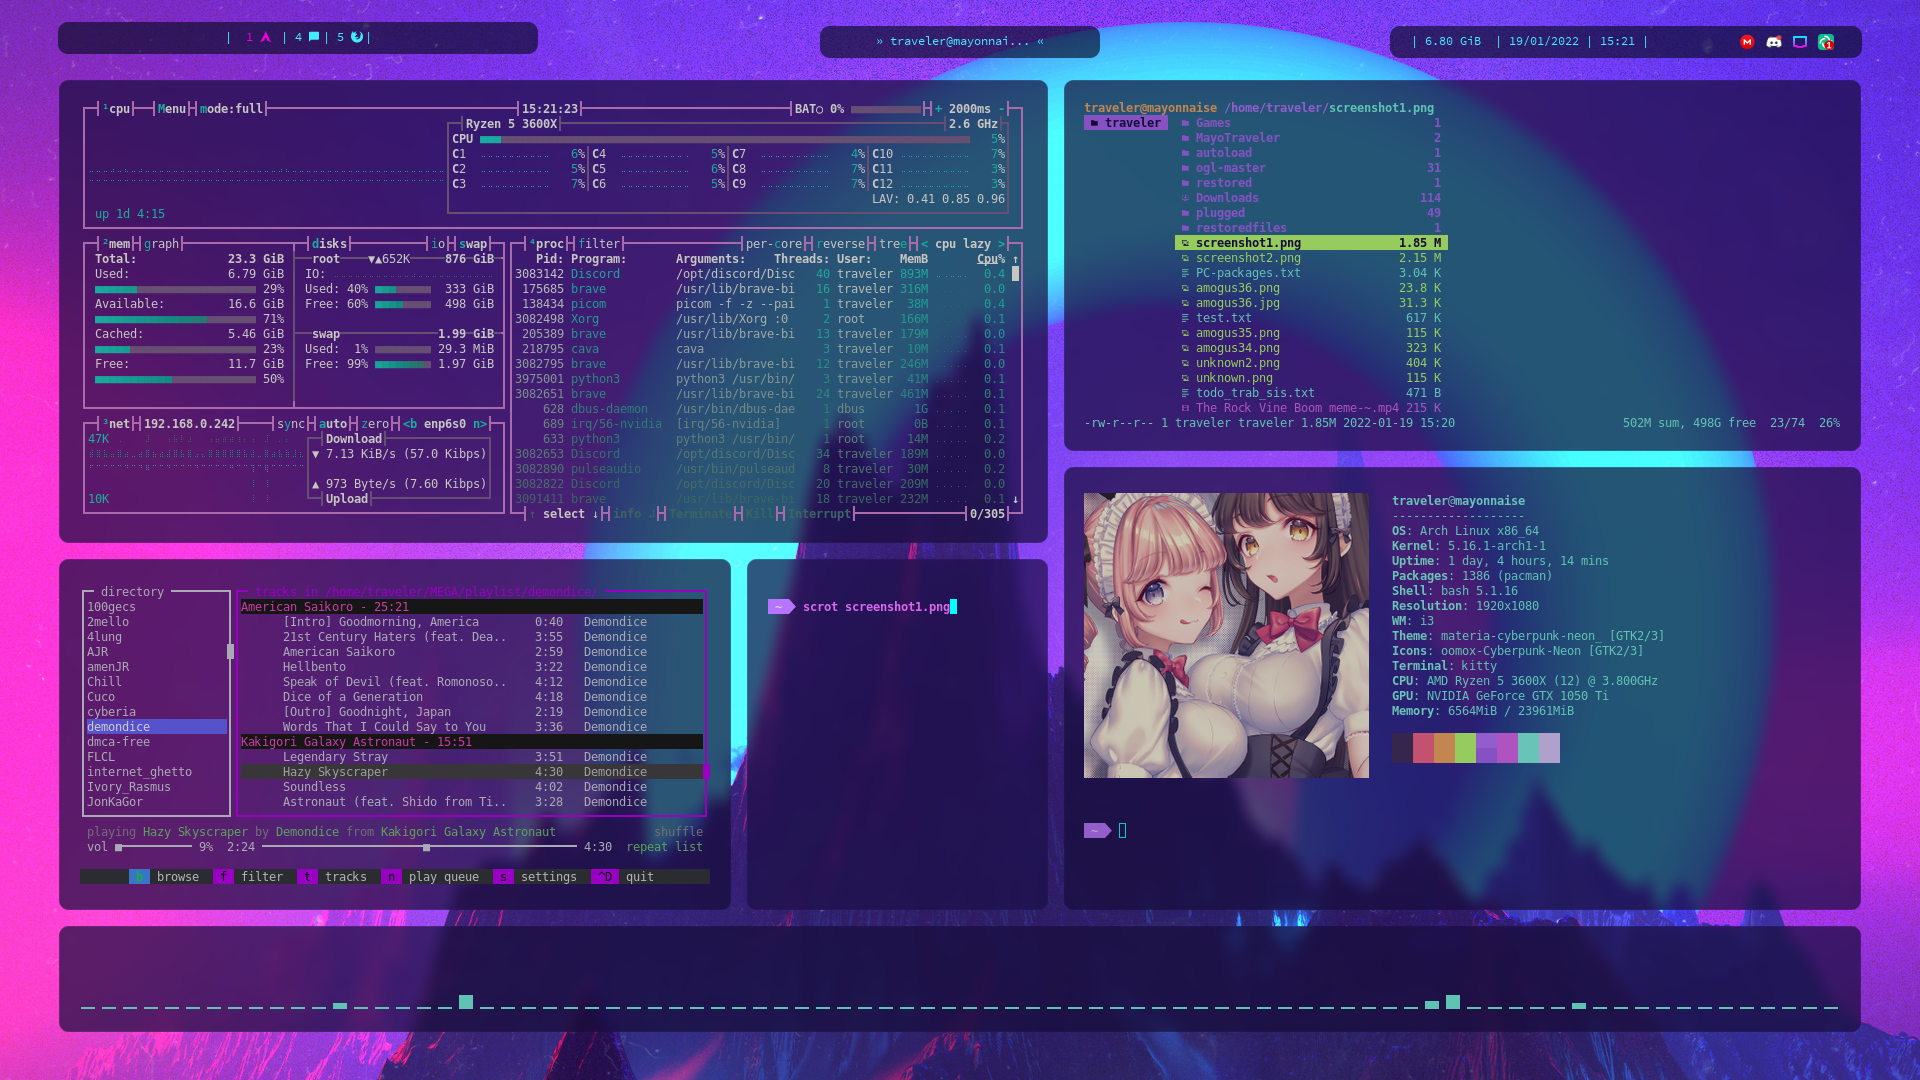 | 1 | 4 | 5 |
» traveler@mayonnai... «
| 6.80 GiB | 19/01/2022 | 15:21 |
¹cpu Menu mode:full 15:21:23 BAT○ 0% + 2000ms -
Ryzen 5 3600X 2.6 GHz
CPU 5%
C1 6% C4 5% C7 4% C10 7%
C2 5% C5 6% C8 7% C11 3%
C3 7% C6 5% C9 7% C12 3%
LAV: 0.41 0.85 0.96
up 1d 4:15
²mem graph disks io swap
Total: 23.3 GiB
Used: 6.79 GiB
29%
Available: 16.6 GiB
71%
Cached: 5.46 GiB
23%
Free: 11.7 GiB
50%
root ▼▲652K 876 GiB
IO:
Used: 40% 333 GiB
Free: 60% 498 GiB
swap 1.99 GiB
Used: 1% 29.3 MiB
Free: 99% 1.97 GiB
³net 192.168.0.242 sync auto zero <b enp6s0 n>
47K
10K
Download
▼ 7.13 KiB/s (57.0 Kibps)
▲ 973 Byte/s (7.60 Kibps)
Upload
⁴proc filter per-core reverse tree < cpu lazy >
Pid: Program: Arguments: Threads: User: MemB Cpu% ↑
3083142 Discord /opt/discord/Disc 40 traveler 893M 0.4
175685 brave /usr/lib/brave-bi 16 traveler 316M 0.0
138434 picom picom -f -z --pai 1 traveler 38M 0.4
3082498 Xorg /usr/lib/Xorg :0 2 root 166M 0.1
205389 brave /usr/lib/brave-bi 13 traveler 179M 0.0
218795 cava cava 3 traveler 10M 0.1
3082795 brave /usr/lib/brave-bi 12 traveler 246M 0.0
3975001 python3 python3 /usr/bin/ 3 traveler 41M 0.1
3082651 brave /usr/lib/brave-bi 24 traveler 461M 0.1
628 dbus-daemon /usr/bin/dbus-dae 1 dbus 1G 0.1
689 irq/56-nvidia [irq/56-nvidia] 1 root 0B 0.1
633 python3 python3 /usr/bin/ 1 root 14M 0.2
3082653 Discord /opt/discord/Disc 34 traveler 189M 0.0
3082890 pulseaudio /usr/bin/pulseaud 8 traveler 30M 0.2
3082822 Discord /opt/discord/Disc 20 traveler 209M 0.0
3091411 brave /usr/lib/brave-bi 18 traveler 232M 0.1 ↓
↑ select ↓ info ↲ Terminate Kill Interrupt 0/305
traveler@mayonnaise /home/traveler/screenshot1.png
traveler
Games 1
MayoTraveler 2
autoload 1
ogl-master 31
restored 1
Downloads 114
plugged 49
restoredfiles 1
screenshot1.png 1.85 M
screenshot2.png 2.15 M
PC-packages.txt 3.04 K
amogus36.png 23.8 K
amogus36.jpg 31.3 K
test.txt 617 K
amogus35.png 115 K
amogus34.png 323 K
unknown2.png 404 K
unknown.png 115 K
todo_trab_sis.txt 471 B
The Rock Vine Boom meme-~.mp4 215 K
-rw-r--r-- 1 traveler traveler 1.85M 2022-01-19 15:20 502M sum, 498G free 23/74 26%
directory
100gecs
2mello
4lung
AJR
amenJR
Chill
Cuco
cyberia
demondice
dmca-free
FLCL
internet_ghetto
Ivory_Rasmus
JonKaGor
tracks in /home/traveler/MEGA/playlist/demondice/
American Saikoro - 25:21
[Intro] Goodmorning, America 0:40 Demondice
21st Century Haters (feat. Dea.. 3:55 Demondice
American Saikoro 2:59 Demondice
Hellbento 3:22 Demondice
Speak of Devil (feat. Romonoso.. 4:12 Demondice
Dice of a Generation 4:18 Demondice
[Outro] Goodnight, Japan 2:19 Demondice
Words That I Could Say to You 3:36 Demondice
Kakigori Galaxy Astronaut - 15:51
Legendary Stray 3:51 Demondice
Hazy Skyscraper 4:30 Demondice
Soundless 4:02 Demondice
Astronaut (feat. Shido from Ti.. 3:28 Demondice
playing Hazy Skyscraper by Demondice from Kakigori Galaxy Astronaut shuffle
vol 9% 2:24 4:30 repeat list
browse f filter t tracks n play queue s settings ^D quit
~ scrot screenshot1.png
traveler@mayonnaise
-------------------
OS: Arch Linux x86_64
Kernel: 5.16.1-arch1-1
Uptime: 1 day, 4 hours, 14 mins
Packages: 1386 (pacman)
Shell: bash 5.1.16
Resolution: 1920x1080
WM: i3
Theme: materia-cyberpunk-neon_ [GTK2/3]
Icons: oomox-Cyberpunk-Neon [GTK2/3]
Terminal: kitty
CPU: AMD Ryzen 5 3600X (12) @ 3.800GHz
GPU: NVIDIA GeForce GTX 1050 Ti
Memory: 6564MiB / 23961MiB
~